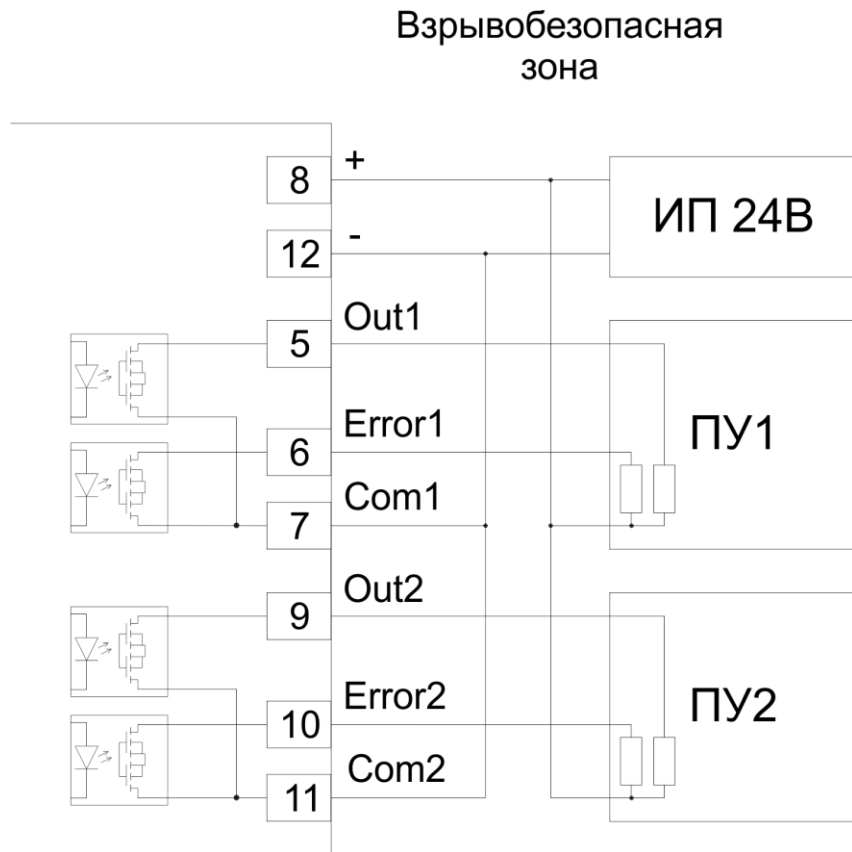 Взрывобезопасная
зона
8 +
ИП 24В
12 -
5 Out1
ПУ1
6 Error1
7 Com1
9 Out2
ПУ2
10 Error2
11 Com2